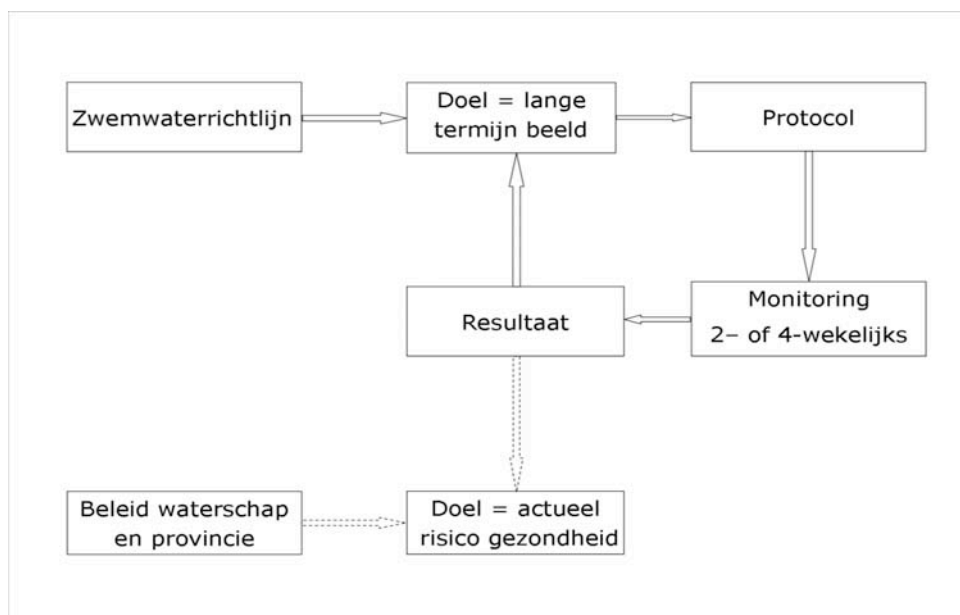 Zwemwaterrichtlijn
Doel = lange
termijn beeld
Protocol
Monitoring
2– of 4-wekelijks
Resultaat
Beleid waterschap
en provincie
Doel = actueel
risico gezondheid